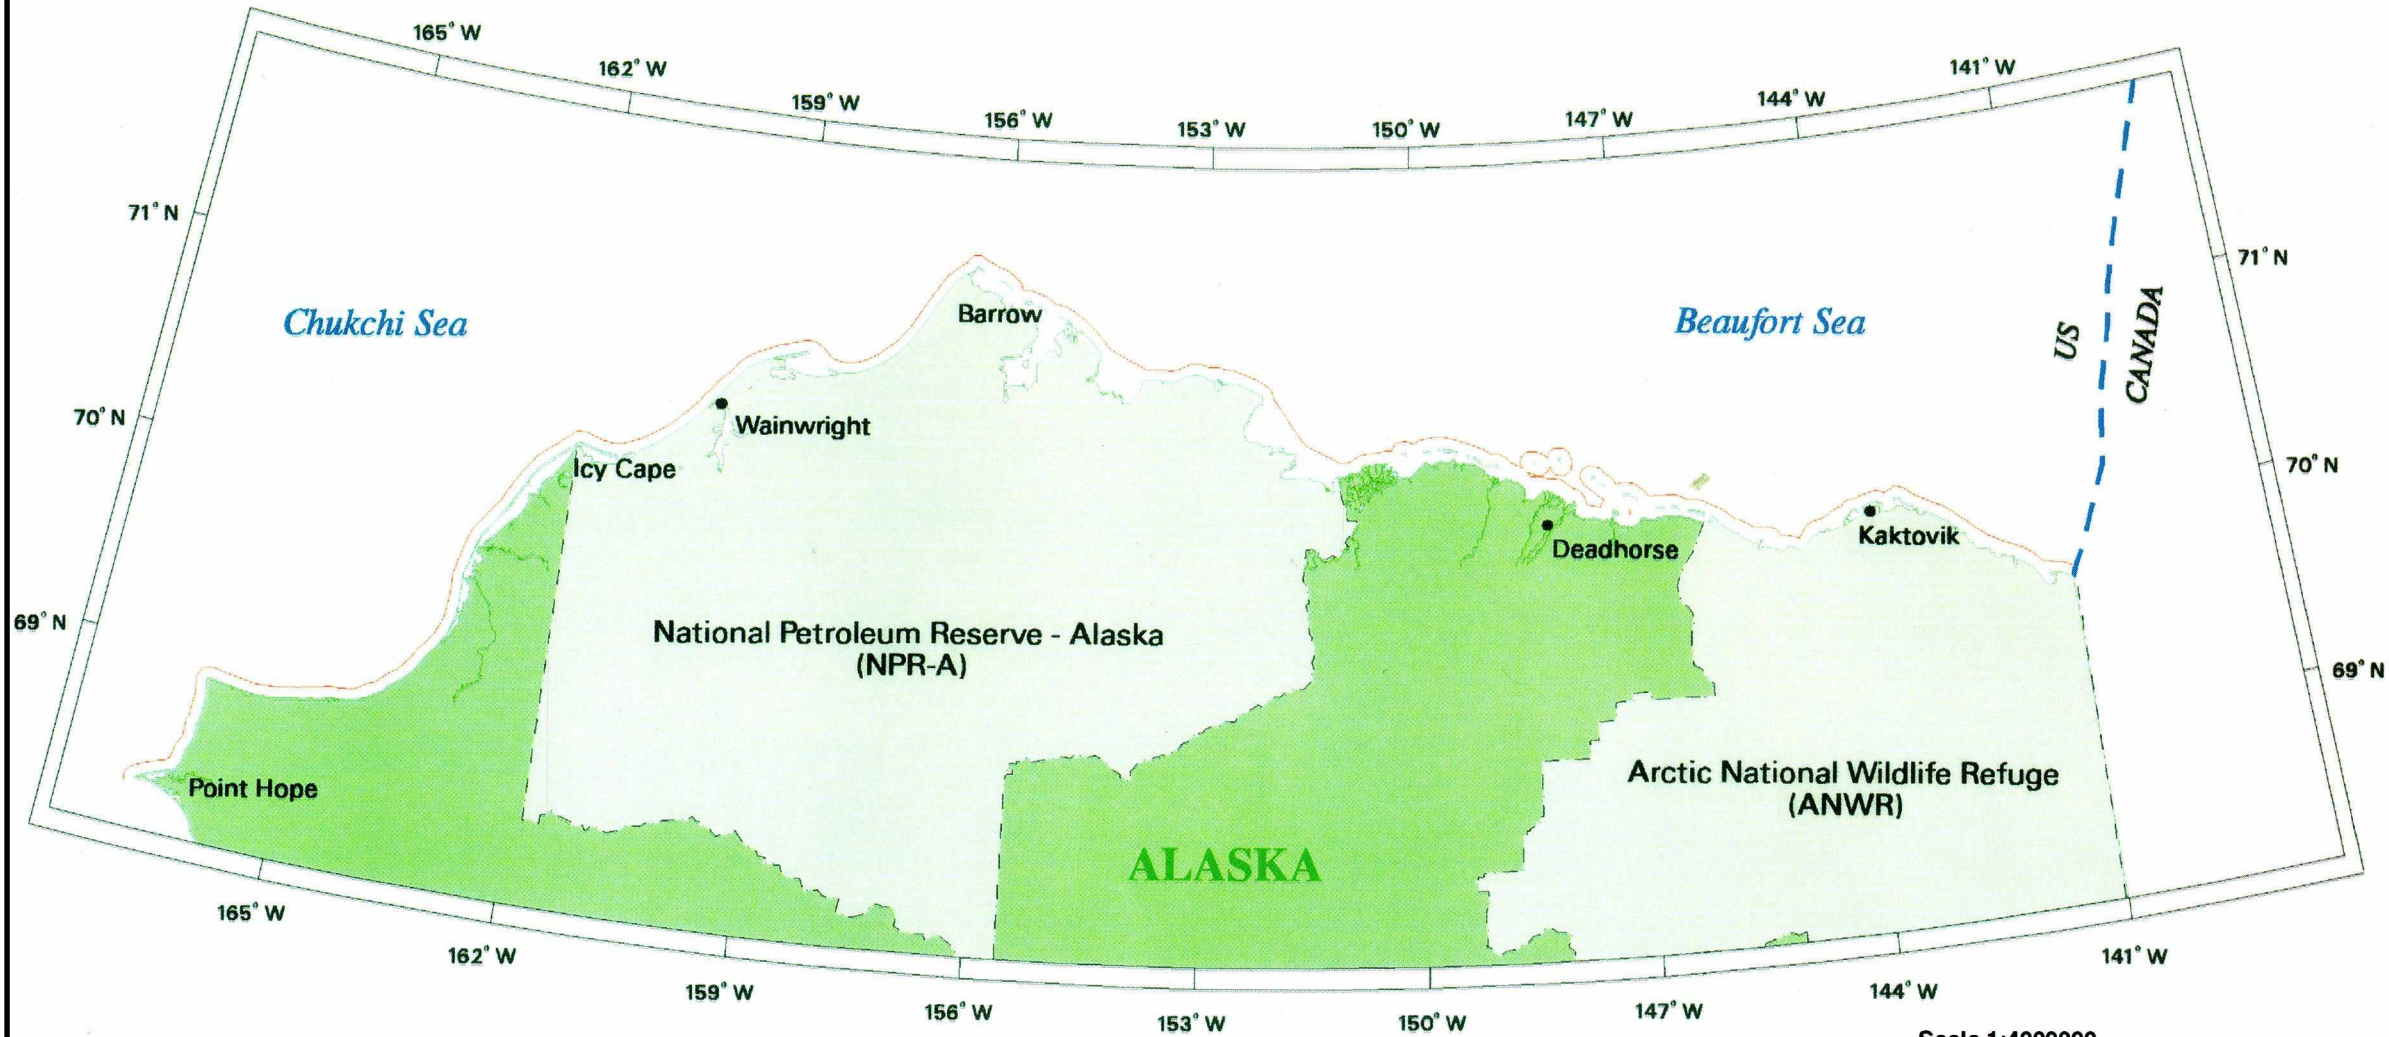 165° W
162° W
159° W
156° W
153° W
150° W
147° W
144° W
141° W
71° N
71° N
Chukchi Sea
Barrow
Beaufort Sea
US
CANADA
70° N
Wainwright
Icy Cape
70° N
Deadhorse
Kaktovik
69° N
National Petroleum Reserve - Alaska
(NPR-A)
69° N
Point Hope
Arctic National Wildlife Refuge
(ANWR)
ALASKA
165° W
162° W
159° W
156° W
153° W
150° W
147° W
144° W
141° W